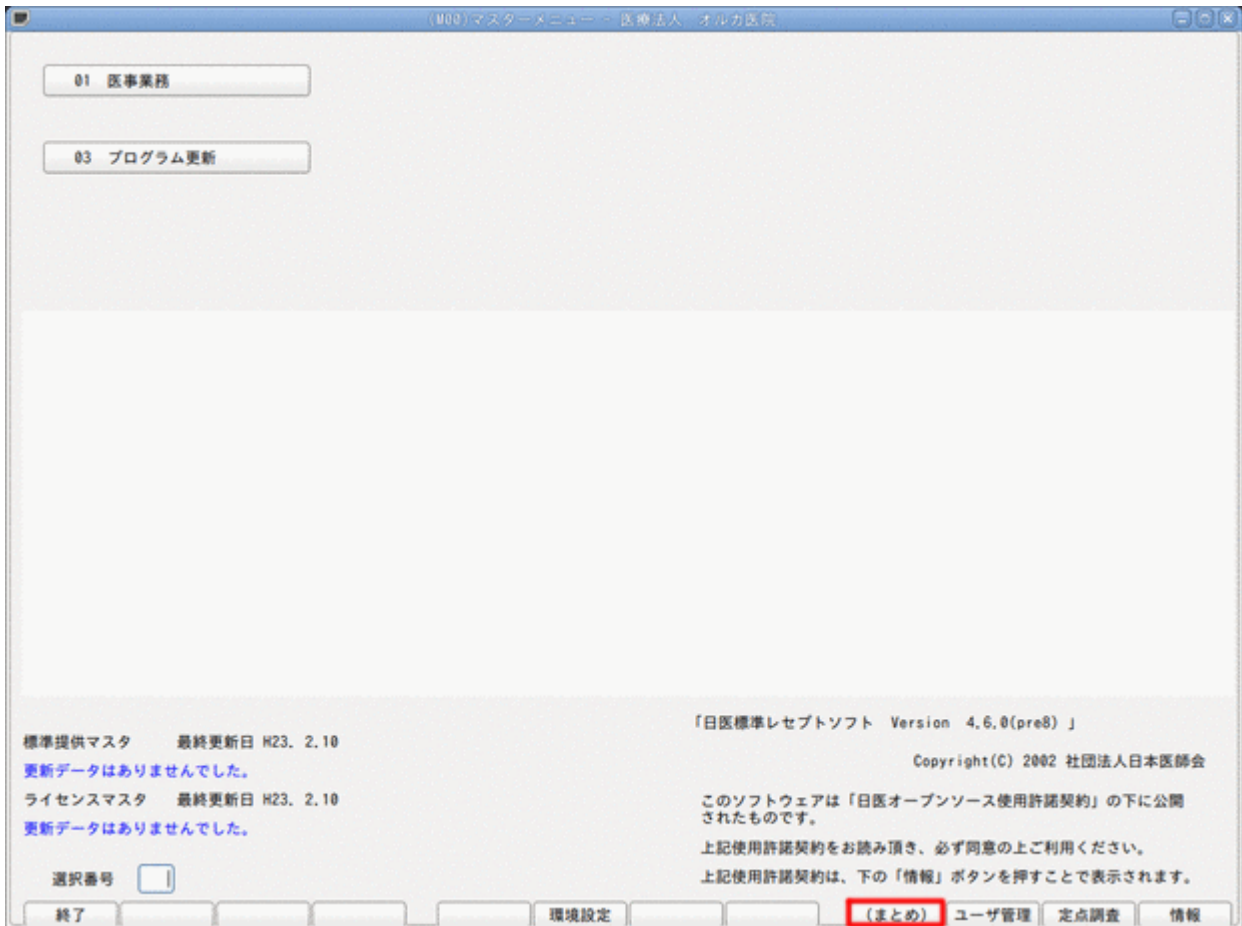 (M00)マスターメニュー - 医療法人 オルカ医院
01 医事業務
03 プログラム更新
「日医標準レセプトソフト Version 4.6.0(pre8) 」
標準提供マスタ 最終更新日 H23. 2.10
Copyright(C) 2002 社団法人日本医師会
更新データはありませんでした。
ライセンスマスタ 最終更新日 H23. 2.10
このソフトウェアは「日医オープンソース使用許諾契約」の下に公開
されたものです。
更新データはありませんでした。
上記使用許諾契約をお読み頂き、必ず同意の上ご利用ください。
上記使用許諾契約は、下の「情報」ボタンを押すことで表示されます。
選択番号
終了 環境設定 (まとめ) ユーザ管理 定点調査 情報